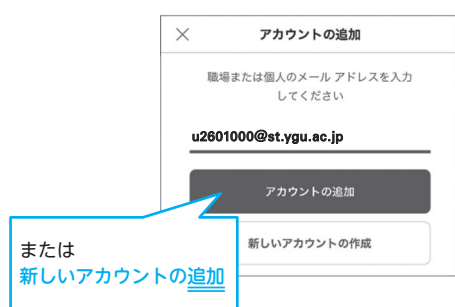 アカウントの追加
職場または個人のメール アドレスを入力
してください
u2601000@st.ygu.ac.jp
アカウントの追加
新しいアカウントの作成
または
新しいアカウントの追加